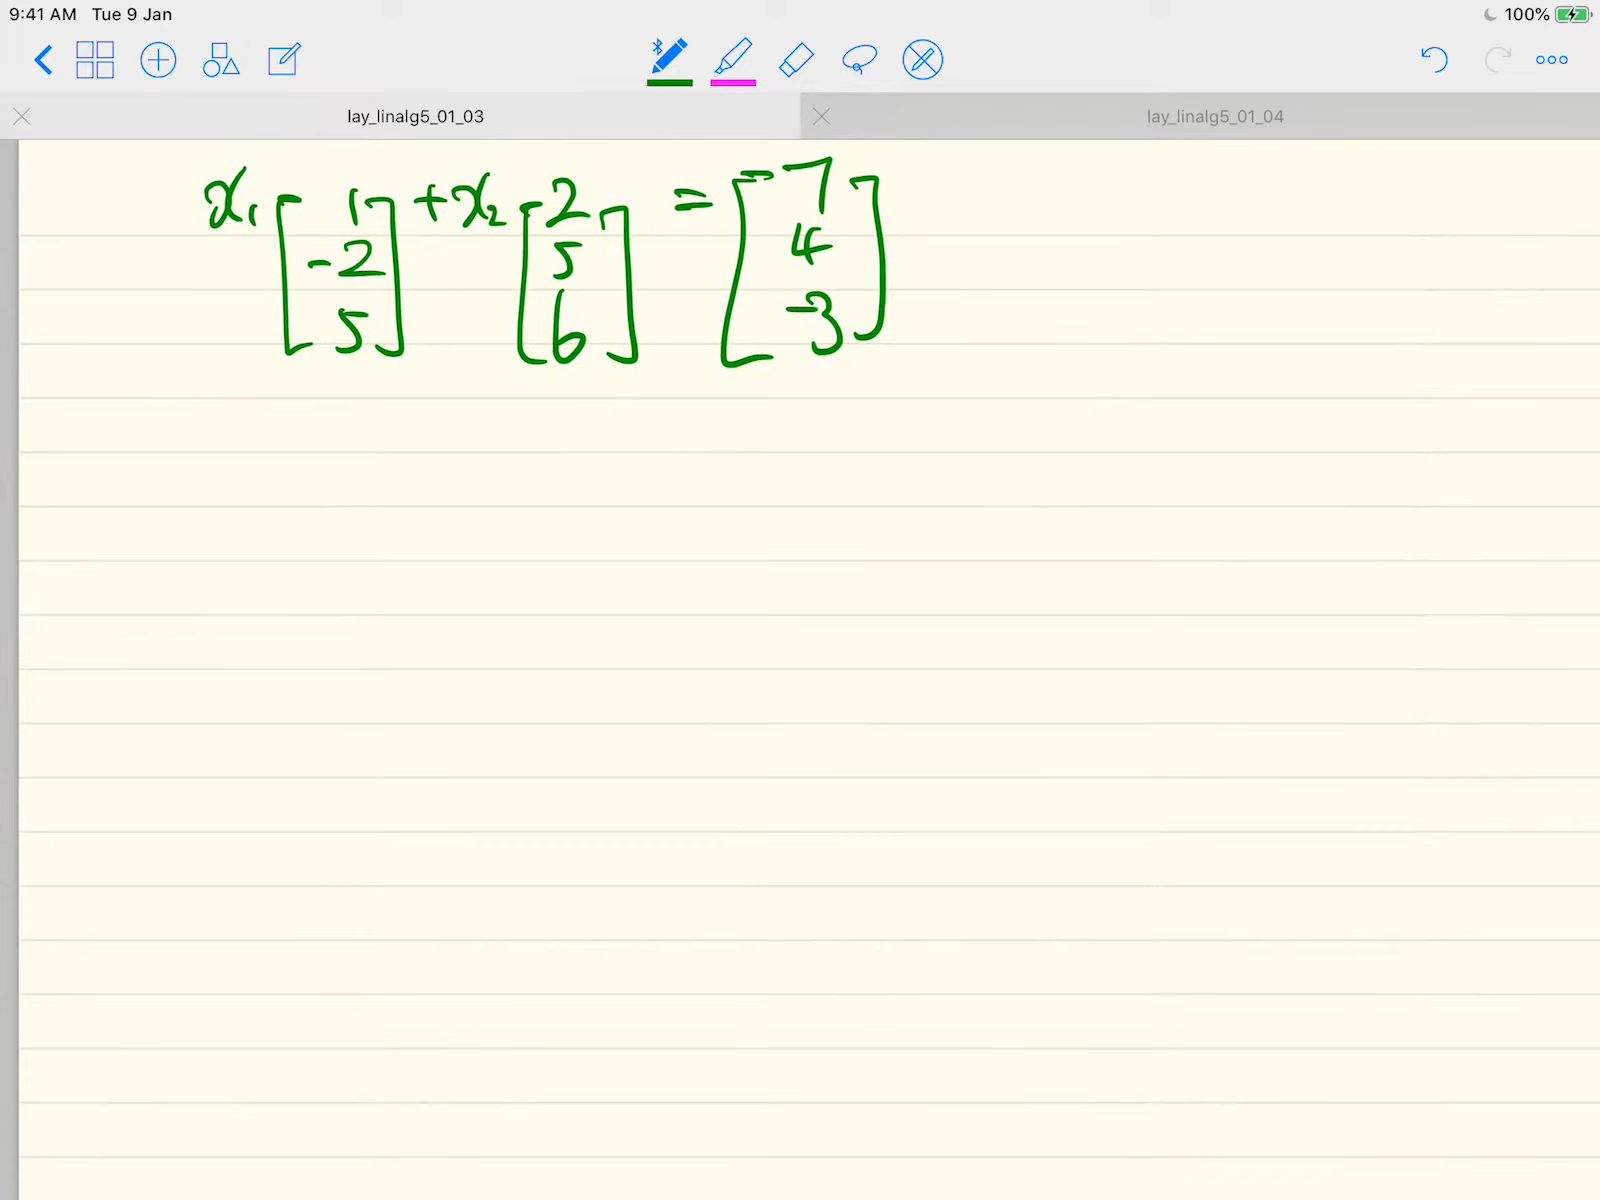 9:41 AM Tue 9 Jan 100%
lay_linalg5_01_03 lay_linalg5_01_04
x₁ [1 -2 5] + x₂ [2 5 6] = [-7 4 -3]